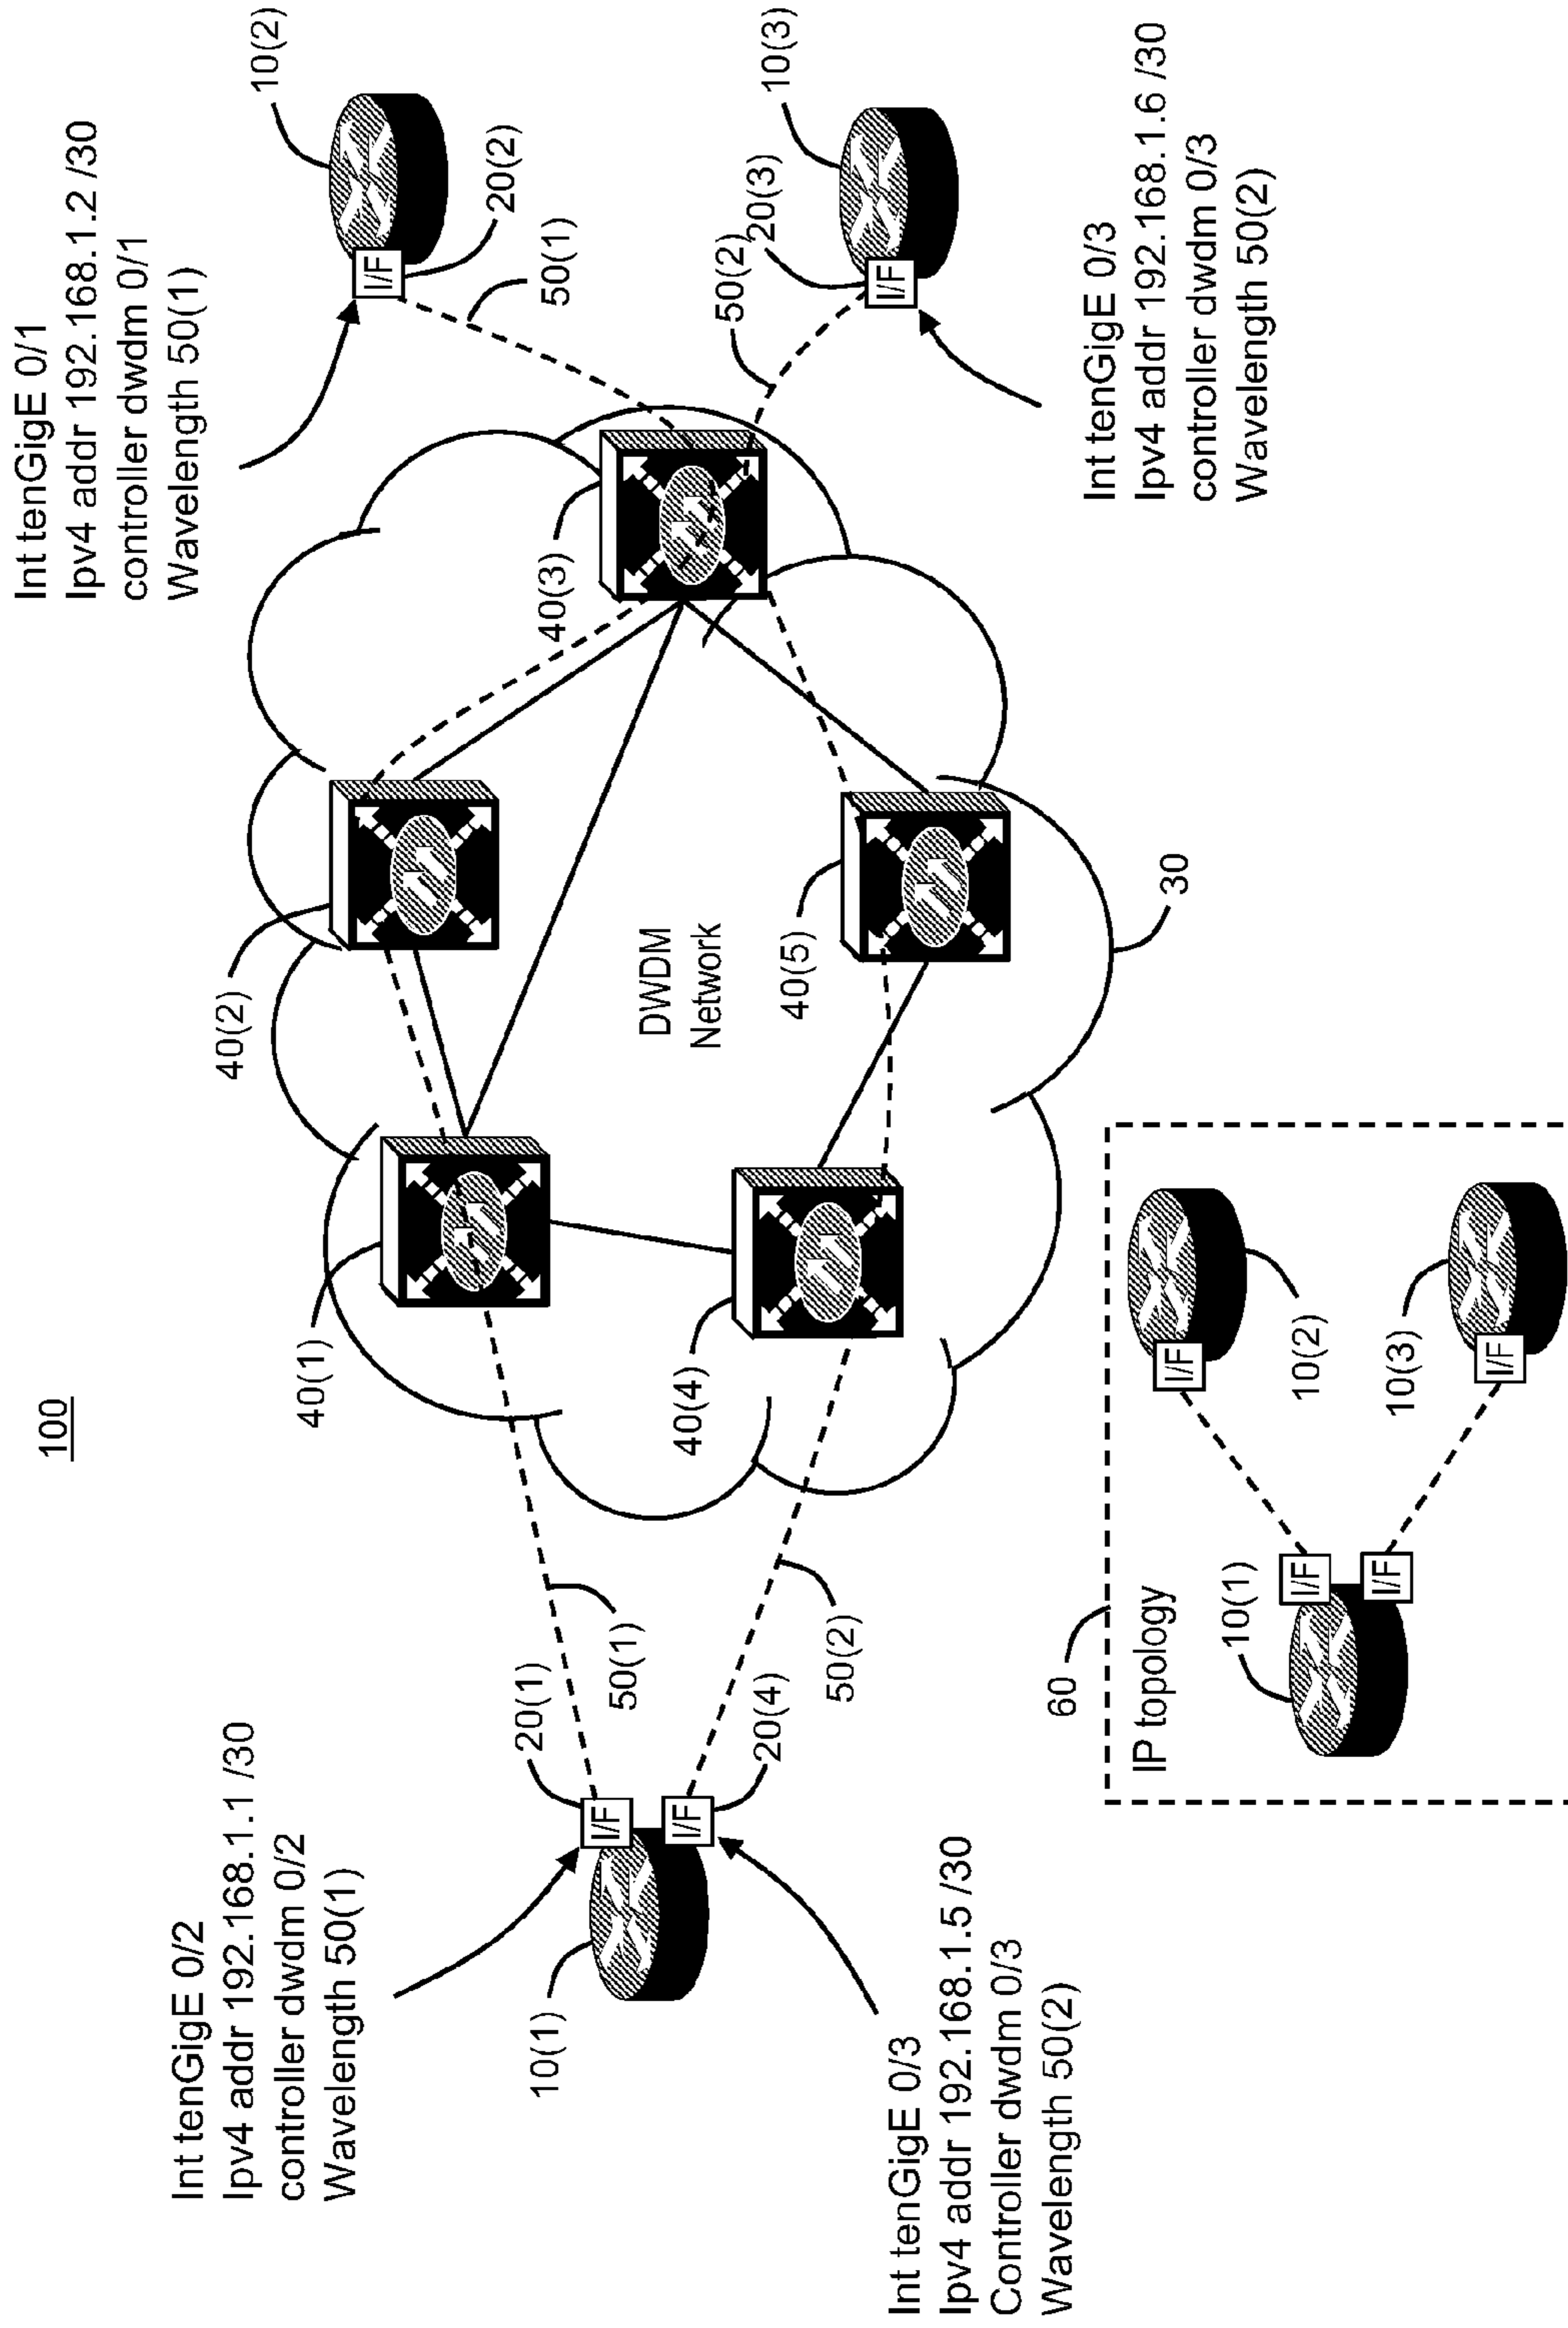 100
Int tenGigE 0/2
Ipv4 addr 192.168.1.1 /30
controller dwdm 0/2
Wavelength 50(1)
Int tenGigE 0/1
Ipv4 addr 192.168.1.2 /30
controller dwdm 0/1
Wavelength 50(1)
10(2)
I/F
20(2)
50(1)
40(2)
40(1)
40(3)
20(1)
50(1)
I/F
10(1)
I/F
20(4)
50(2)
40(4)
DWDM
Network
40(5)
50(2)
20(3)
10(3)
I/F
30
Int tenGigE 0/3
Ipv4 addr 192.168.1.5 /30
Controller dwdm 0/3
Wavelength 50(2)
Int tenGigE 0/3
Ipv4 addr 192.168.1.6 /30
controller dwdm 0/3
Wavelength 50(2)
60
IP topology
10(1)
I/F
I/F
I/F
10(2)
10(3)
I/F